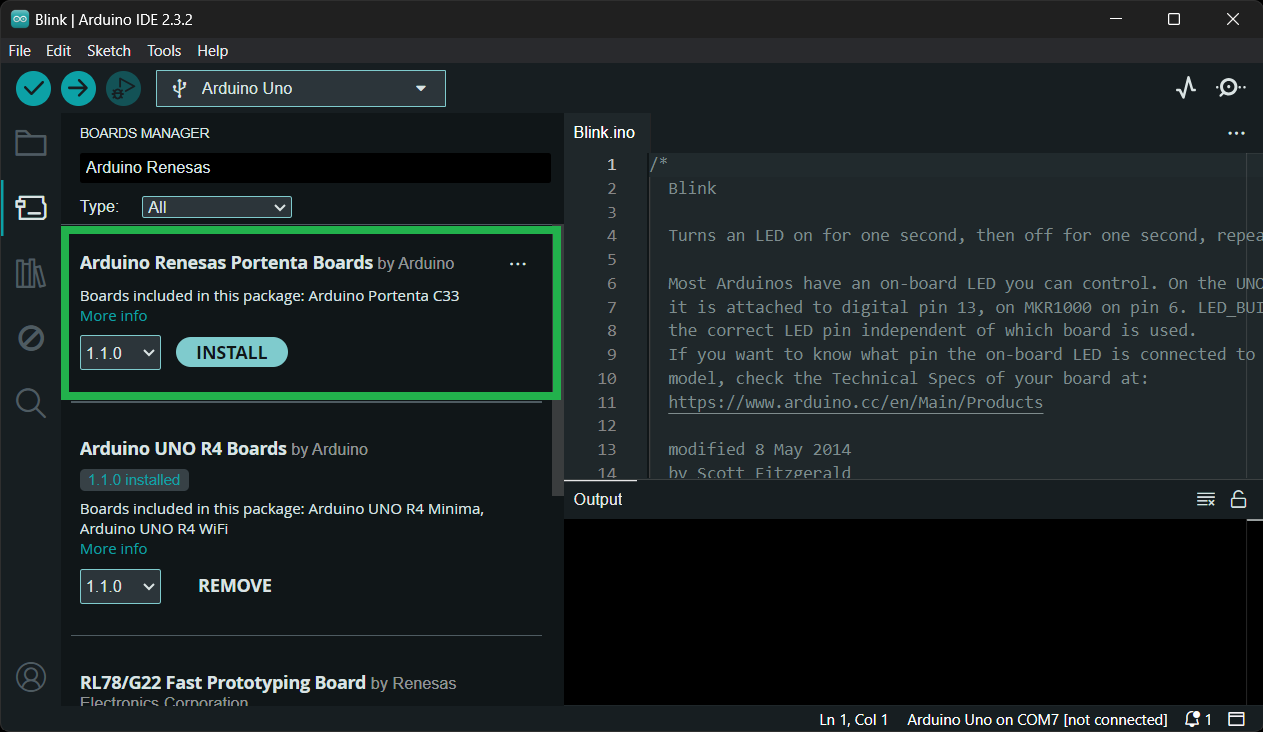 Blink | Arduino IDE 2.3.2
File Edit Sketch Tools Help
Arduino Uno
BOARDS MANAGER
Arduino Renesas
Type: All
Arduino Renesas Portenta Boards by Arduino
Boards included in this package: Arduino Portenta C33
More info
1.1.0 INSTALL
Arduino UNO R4 Boards by Arduino
1.1.0 installed
Boards included in this package: Arduino UNO R4 Minima,
Arduino UNO R4 WiFi
More info
1.1.0 REMOVE
RL78/G22 Fast Prototyping Board by Renesas
Electronics Corporation
Blink.ino
1 /*
2 Blink
3
4 Turns an LED on for one second, then off for one second, repea
5
6 Most Arduinos have an on-board LED you can control. On the UNO
7 it is attached to digital pin 13, on MKR1000 on pin 6. LED_BUI
8 the correct LED pin independent of which board is used.
9 If you want to know what pin the on-board LED is connected to
10 model, check the Technical Specs of your board at:
11 https://www.arduino.cc/en/Main/Products
12
13 modified 8 May 2014
14 by Scott Fitzgerald
Output
Ln 1, Col 1 Arduino Uno on COM7 [not connected] 1